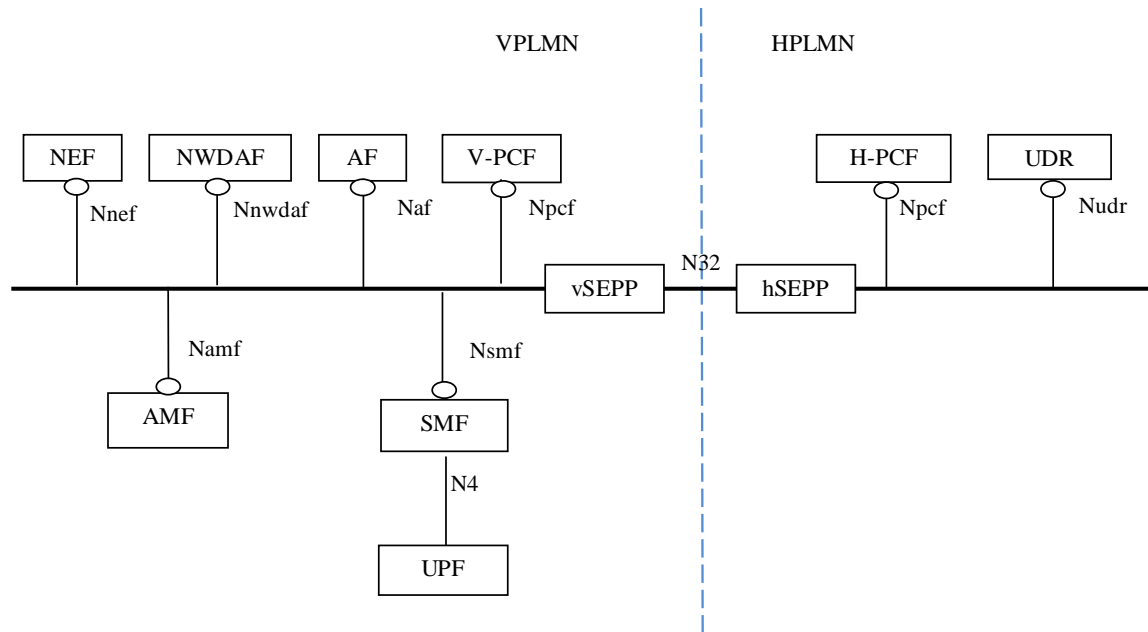 VPLMN
HPLMN
NEF
NWDAF
AF
V-PCF
H-PCF
UDR
Nnef
Nnwdaf
Naf
Npcf
Npcf
Nudr
N32
vSEPP
hSEPP
Namf
Nsmf
AMF
SMF
N4
UPF